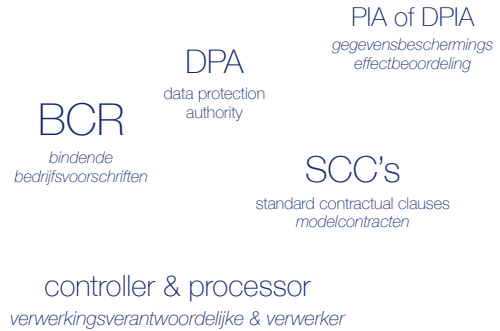 PIA of DPIA
gegevensbeschermings
effectbeoordeling
DPA
data protection
authority
BCR
bindende
bedrijfsvoorschriften
SCC's
standard contractual clauses
modelcontracten
controller & processor
verwerkingsverantwoordelijke & verwerker